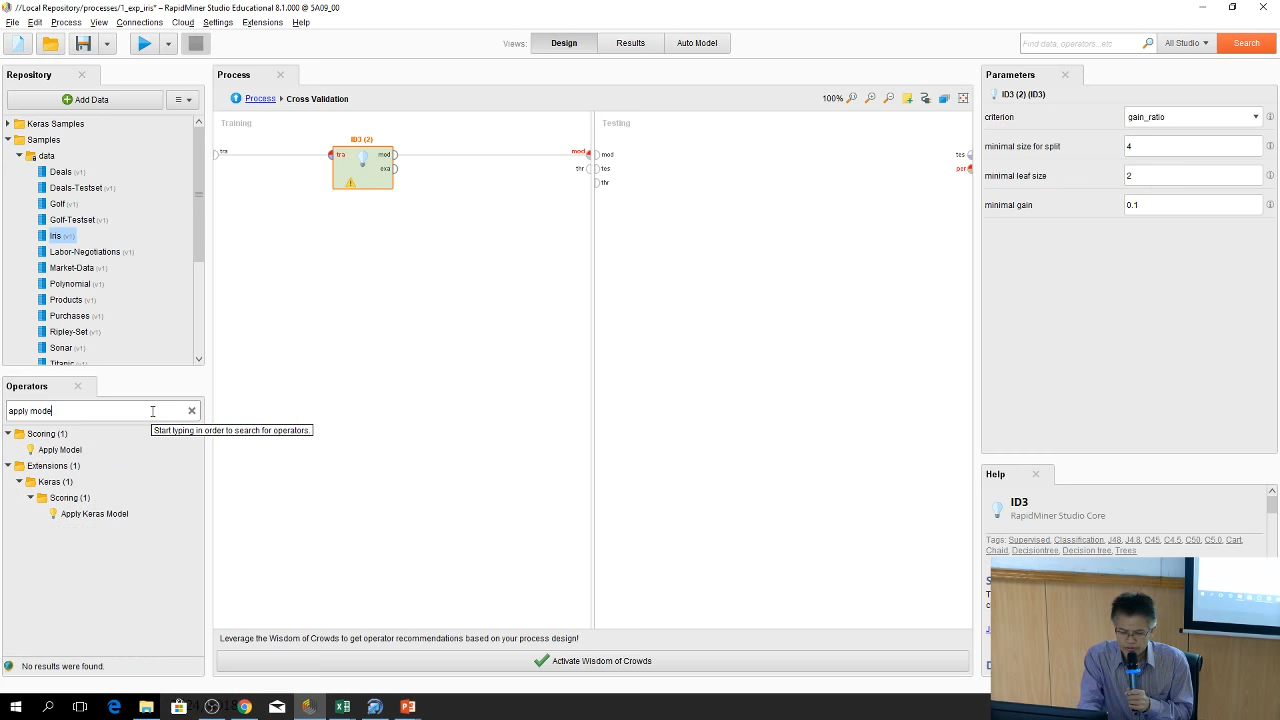 //Local Repository/processes/1_exp_iris* – RapidMiner Studio Educational 8.1.000 @ SA09_00
File Edit Process View Connections Cloud Settings Extensions Help
Views: Design Results Auto Model
Find data, operators...etc All Studio Search
Repository
Add Data
Keras Samples
Samples
data
Deals (v1)
Deals-Testset (v1)
Golf (v1)
Golf-Testset (v1)
Iris (v1)
Labor-Negotiations (v1)
Market-Data (v1)
Polynomial (v1)
Products (v1)
Purchases (v1)
Ripley-Set (v1)
Sonar (v1)
Titanic (v1)
Operators
apply mode
Start typing in order to search for operators.
Scoring (1)
Apply Model
Extensions (1)
Keras (1)
Scoring (1)
Apply Keras Model
No results were found.
Process
Process Cross Validation
100%
Training
tra
ID3 (2)
tra mod
exa
mod
thr
Testing
mod
tes
thr
tes
per
Leverage the Wisdom of Crowds to get operator recommendations based on your process design!
Activate Wisdom of Crowds
Parameters
ID3 (2) (ID3)
criterion gain_ratio
minimal size for split 4
minimal leaf size 2
minimal gain 0.1
Help
ID3
RapidMiner Studio Core
Tags: Supervised, Classification, J48, J4.8, C45, C4.5, C50, C5.0, Cart,
Chaid, Decisiontree, Decision tree, Trees